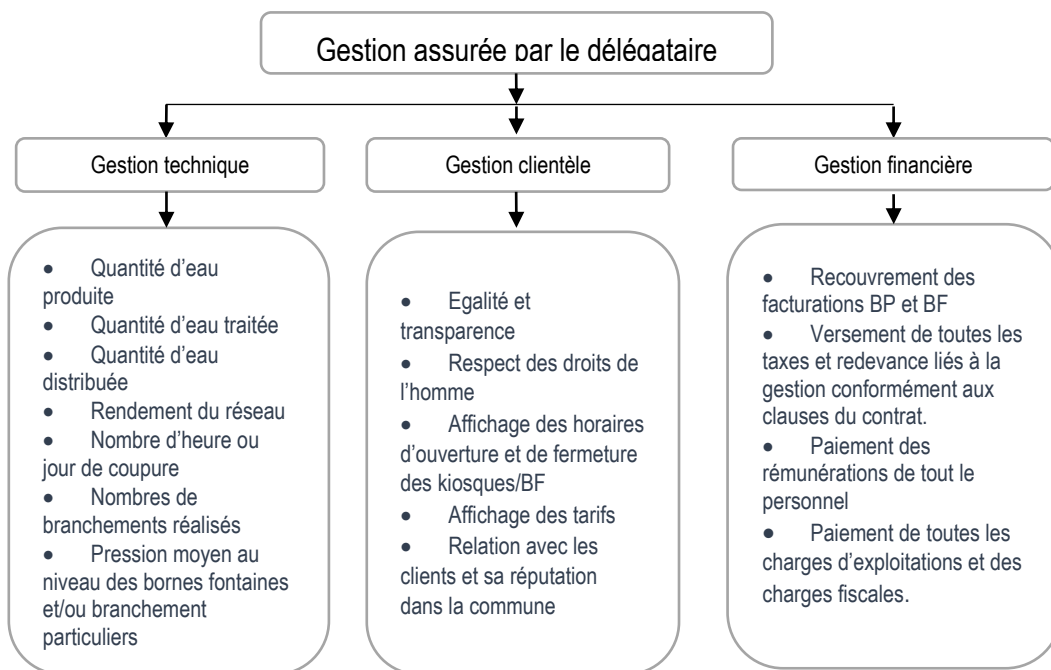 Gestion assurée par le délégataire
Gestion technique
Gestion clientèle
Gestion financière
• Quantité d’eau
produite
• Quantité d’eau traitée
• Quantité d’eau
distribuée
• Rendement du réseau
• Nombre d’heure ou
jour de coupure
• Nombres de
branchements réalisés
• Pression moyen au
niveau des bornes fontaines
et/ou branchement
particuliers
• Egalité et
transparence
• Respect des droits de
l’homme
• Affichage des horaires
d’ouverture et de fermeture
des kiosques/BF
• Affichage des tarifs
• Relation avec les
clients et sa réputation
dans la commune
• Recouvrement des
facturations BP et BF
• Versement de toutes les
taxes et redevance liés à la
gestion conformément aux
clauses du contrat.
• Paiement des
rémunérations de tout le
personnel
• Paiement de toutes les
charges d’exploitations et des
charges fiscales.